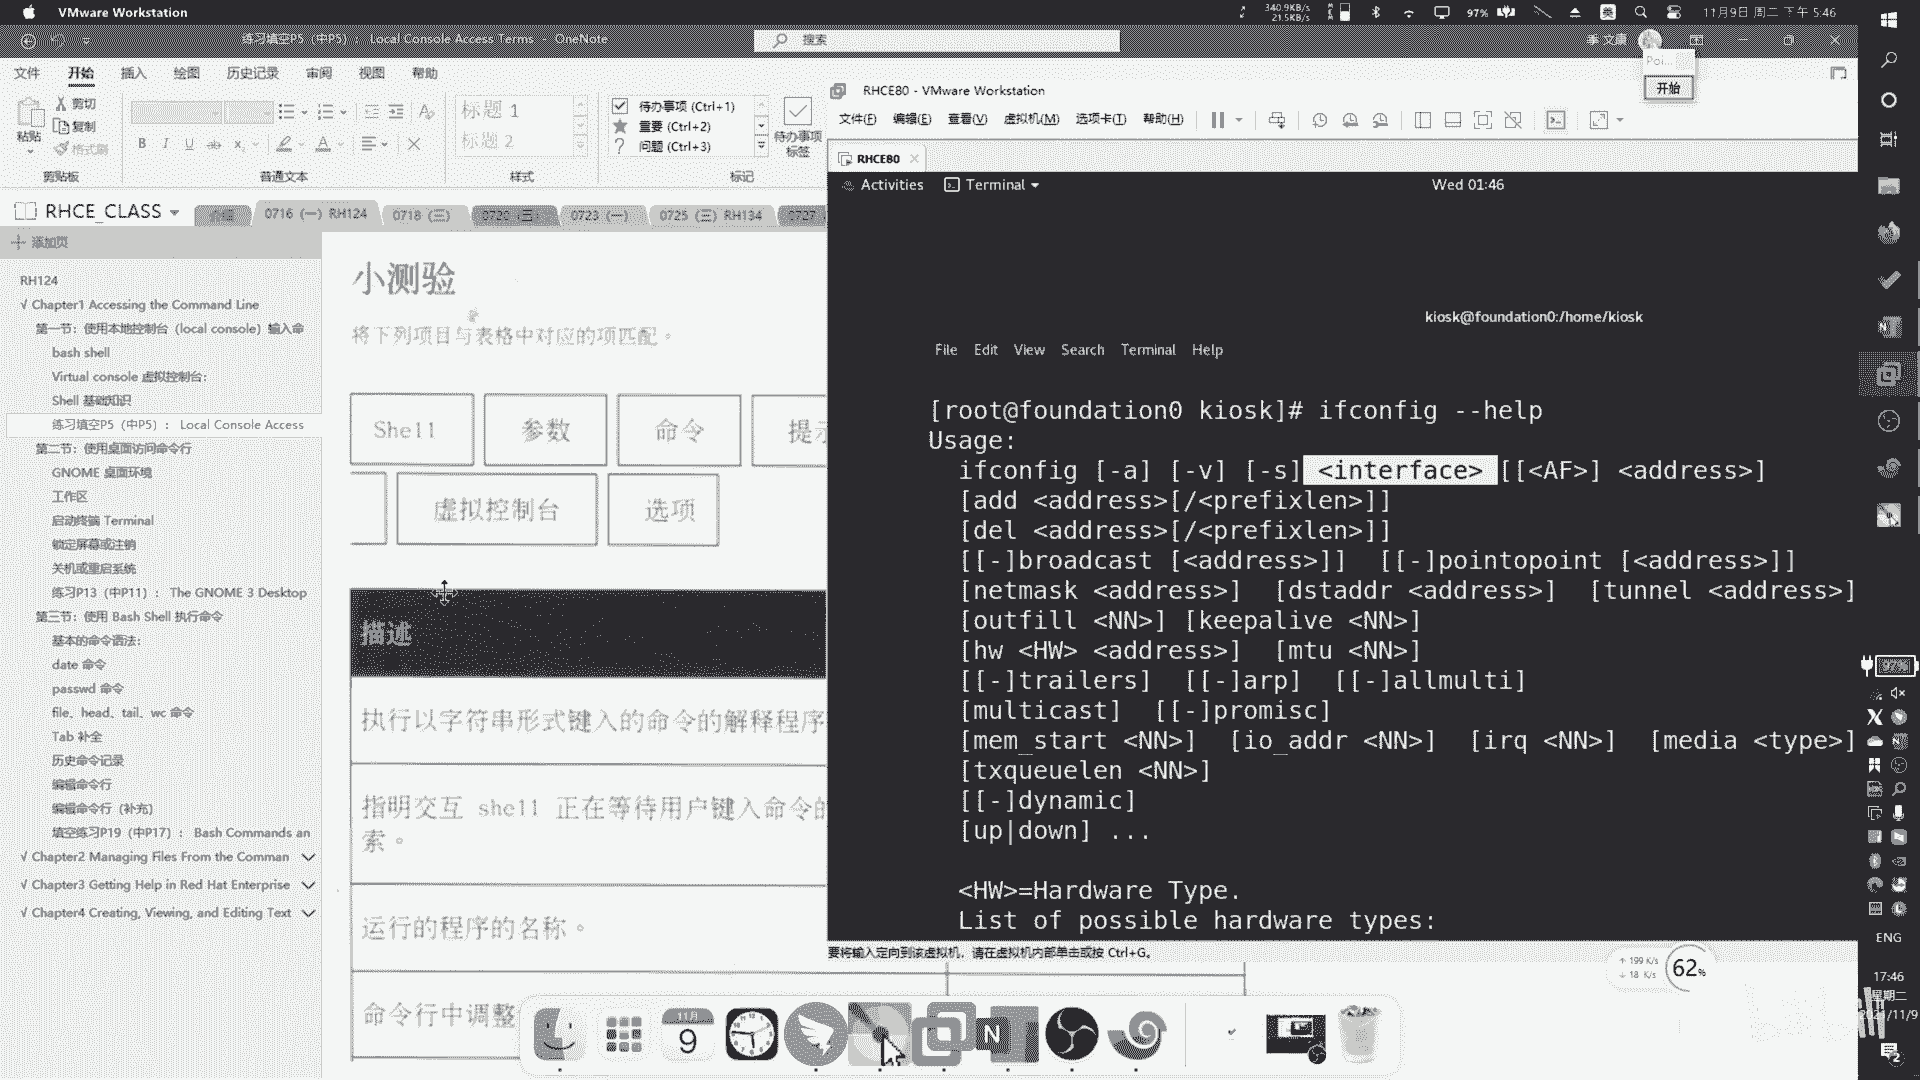 VMware Workstation
340.9KB/s
21.5KB/s
97%
英
11月9日 周二 下午 5:46
练习填空P5（中P5）： Local Console Access Terms - OneNote
搜索
季 文康
文件 开始 插入 绘图 历史记录 审阅 视图 帮助
开始
粘贴
剪切
复制
格式刷
剪贴板
B I U ab x
普通文本
标题 1
标题 2
样式
待办事项 (Ctrl+1)
重要 (Ctrl+2)
问题 (Ctrl+3)
待办事项
标签
标记
RHCE80 - VMware Workstation
文件(F) 编辑(E) 查看(V) 虚拟机(M) 选项卡(T) 帮助(H)
RHCE80
Activities Terminal
Wed 01:46
RHCE_CLASS
0716 (一) RH124
0718 (二)
0720 (三)
0723 (一)
0725 (三) RH134
0727
添加页
RH124
√ Chapter1 Accessing the Command Line
第一节：使用本地控制台（local console）输入命
bash shell
Virtual console 虚拟控制台：
Shell 基础知识
练习填空P5（中P5）： Local Console Access
第二节：使用桌面访问命令行
GNOME 桌面环境
工作区
启动终端 Terminal
锁定屏幕或注销
关机或重启系统
练习P13（中P11）： The GNOME 3 Desktop
第三节：使用 Bash Shell 执行命令
基本的命令语法：
date 命令
passwd 命令
file、head、tail、wc 命令
Tab 补全
历史命令记录
编辑命令行
编辑命令行（补充）
填空练习P19（中P17）： Bash Commands an
√ Chapter2 Managing Files From the Comman
√ Chapter3 Getting Help in Red Hat Enterprise
√ Chapter4 Creating, Viewing, and Editing Text
小测验
将下列项目与表格中对应的项匹配。
Shell 参数 命令 提示
虚拟控制台 选项
描述
执行以字符串形式键入的命令的解释程序
指明交互 shell 正在等待用户键入命令的
索。
运行的程序的名称。
命令行中调整
kiosk@foundation0:/home/kiosk
File Edit View Search Terminal Help
[root@foundation0 kiosk]# ifconfig --help
Usage:
ifconfig [-a] [-v] [-s] <interface> [[<AF>] <address>]
[add <address>[/<prefixlen>]]
[del <address>[/<prefixlen>]]
[[-]broadcast [<address>]] [[-]pointopoint [<address>]]
[netmask <address>] [dstaddr <address>] [tunnel <address>]
[outfill <NN>] [keepalive <NN>]
[hw <HW> <address>] [mtu <NN>]
[[-]trailers] [[-]arp] [[-]allmulti]
[multicast] [[-]promisc]
[mem_start <NN>] [io_addr <NN>] [irq <NN>] [media <type>]
[txqueuelen <NN>]
[[-]dynamic]
[up|down] ...
<HW>=Hardware Type.
List of possible hardware types:
要将输入定向到该虚拟机，请在虚拟机内部单击或按 Ctrl+G。
199 K/s
18 K/s
62%
11月
9
97%
ENG
17:46
星期二
2021/11/9
2